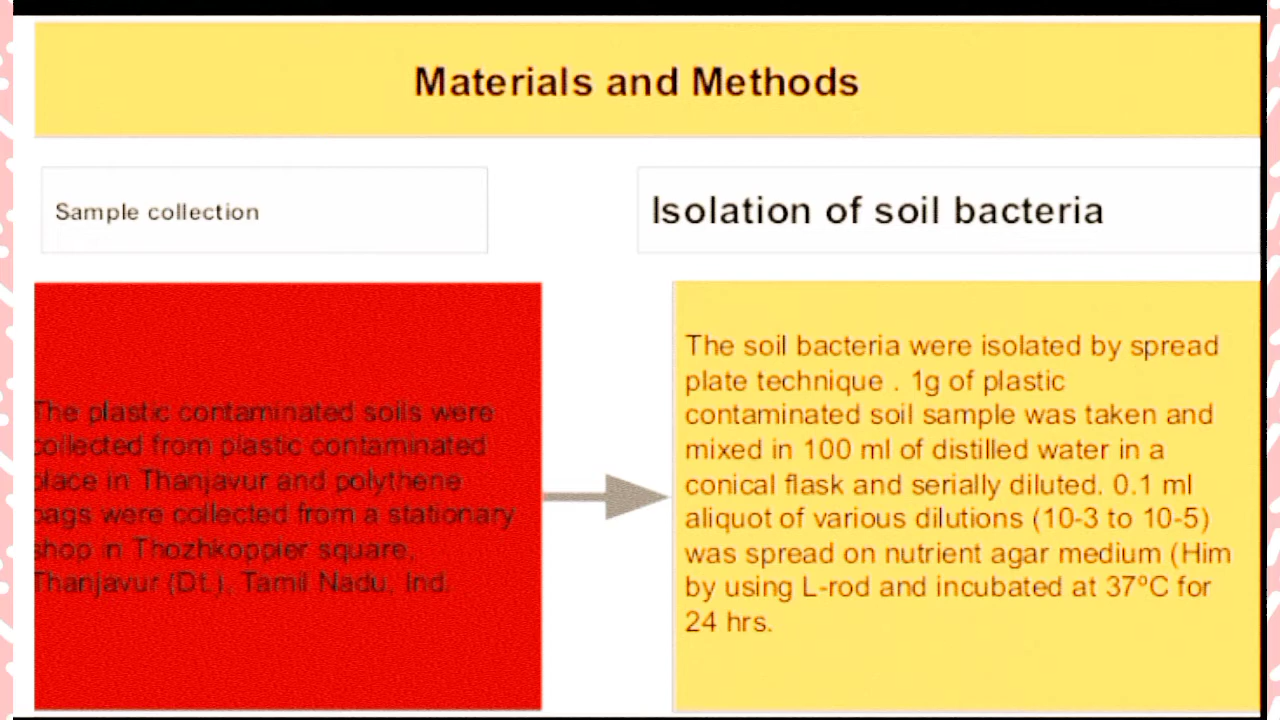 Materials and Methods
Sample collection
Isolation of soil bacteria
The plastic contaminated soils were
collected from plastic contaminated
place in Thanjavur and polythene
bags were collected from a stationary
shop in Thozhkoppier square,
Thanjavur (Dt.), Tamil Nadu, Ind.
The soil bacteria were isolated by spread
plate technique . 1g of plastic
contaminated soil sample was taken and
mixed in 100 ml of distilled water in a
conical flask and serially diluted. 0.1 ml
aliquot of various dilutions (10-3 to 10-5)
was spread on nutrient agar medium (Him
by using L-rod and incubated at 37ºC for
24 hrs.